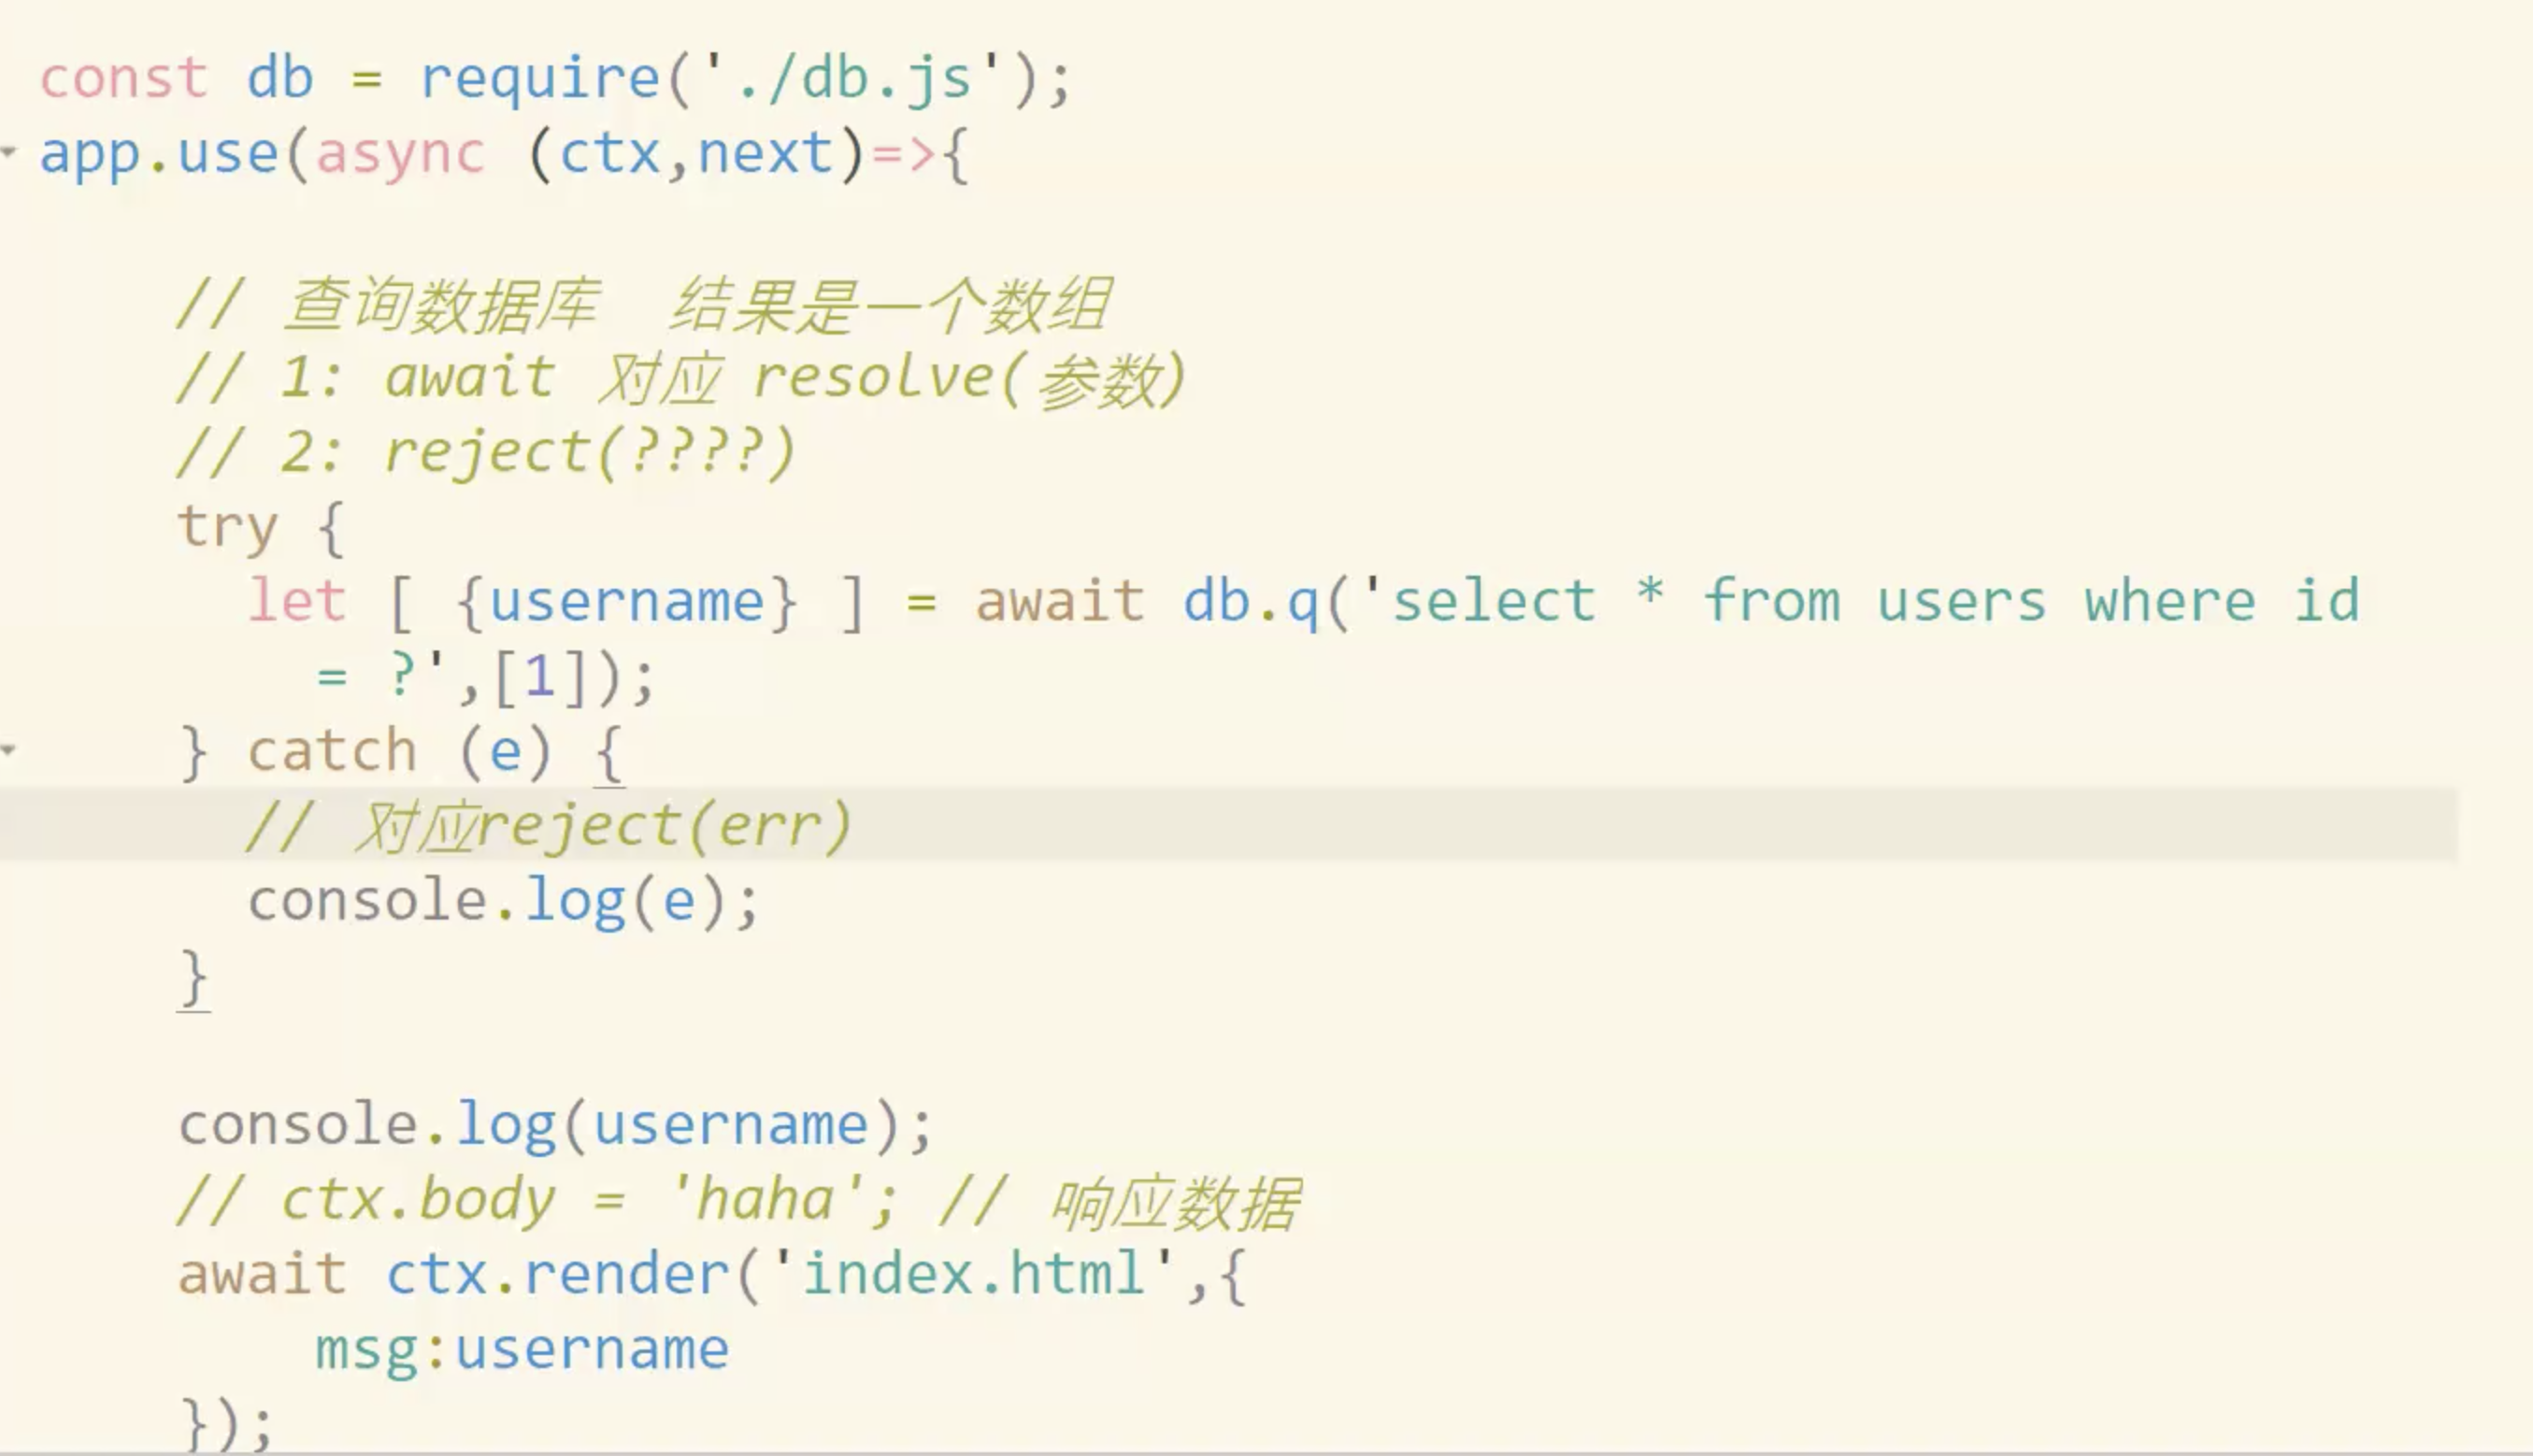 const db = require('./db.js');
app.use(async (ctx,next)=>{
// 查询数据库  结果是一个数组
// 1: await 对应 resolve(参数)
// 2: reject(????)
try {
let [ {username} ] = await db.q('select * from users where id
= ?',[1]);
} catch (e) {
// 对应reject(err)
console.log(e);
}
console.log(username);
// ctx.body = 'haha'; // 响应数据
await ctx.render('index.html',{
msg:username
});